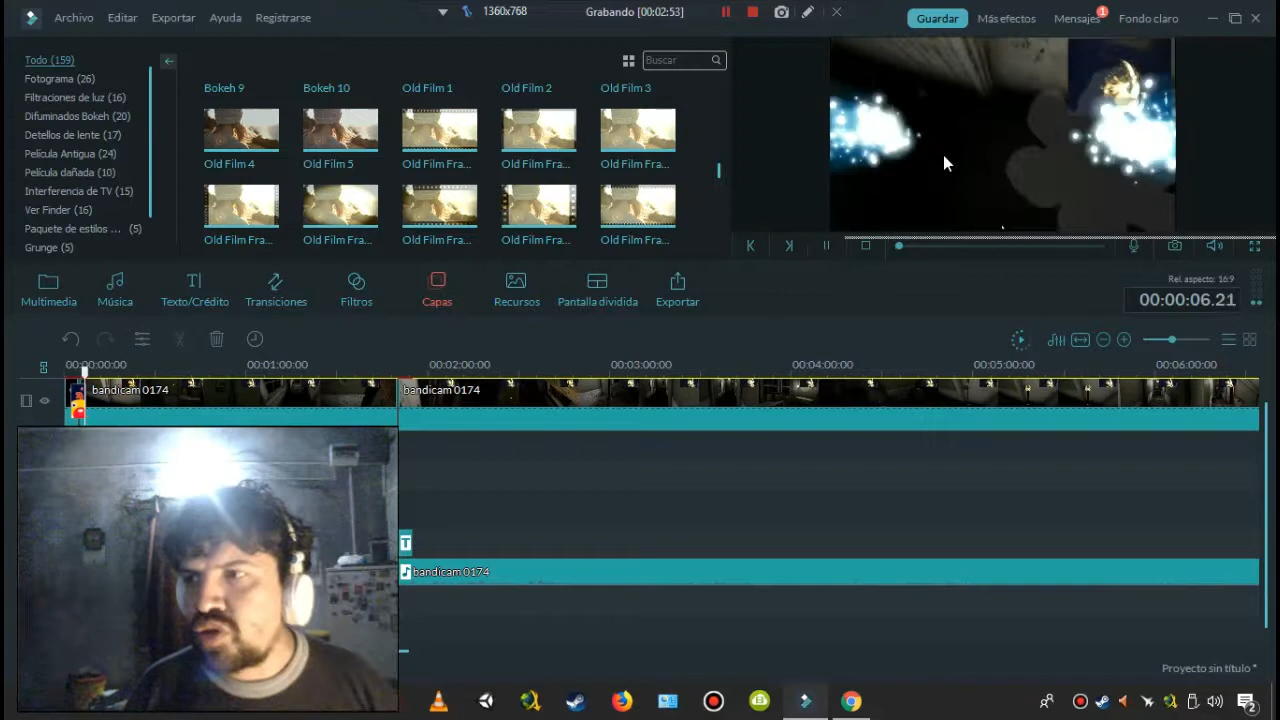 Archivo Editar Exportar Ayuda Registrarse
1360x768 Grabando [00:02:53]
Guardar Más efectos Mensajes 1 Fondo claro
Todo (159)
Fotograma (26)
Filtraciones de luz (16)
Difuminados Bokeh (20)
Detellos de lente (17)
Película Antigua (24)
Película dañada (10)
Interferencia de TV (15)
Ver Finder (16)
Paquete de estilos ... (5)
Grunge (5)
Buscar
Bokeh 9 Bokeh 10 Old Film 1 Old Film 2 Old Film 3
Old Film 4 Old Film 5 Old Film Fra... Old Film Fra... Old Film Fra...
Old Film Fra... Old Film Fra... Old Film Fra... Old Film Fra... Old Film Fra...
Multimedia Música Texto/Crédito Transiciones Filtros Capas Recursos Pantalla dividida Exportar
Rel. aspecto: 16:9
00:00:06.21
00:00:00:00 00:01:00:00 00:02:00:00 00:03:00:00 00:04:00:00 00:05:00:00 00:06:00:00
bandicam 0174 bandicam 0174
T
bandicam 0174
Proyecto sin título *
2